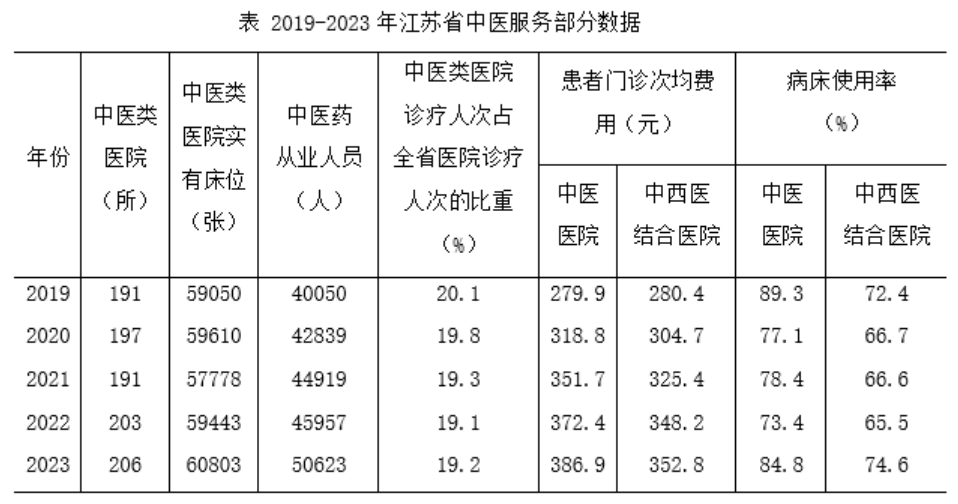 表 2019-2023 年江苏省中医服务部分数据
年份
中医类
医院
（所）
中医类
医院实
有床位
（张）
中医药
从业人员
（人）
中医类医院
诊疗人次占
全省医院诊疗
人次的比重
（%）
患者门诊次均费
用（元）
病床使用率
（%）
中医
医院
中西医
结合医院
中医
医院
中西医
结合医院
2019 191 59050 40050 20.1 279.9 280.4 89.3 72.4
2020 197 59610 42839 19.8 318.8 304.7 77.1 66.7
2021 191 57778 44919 19.3 351.7 325.4 78.4 66.6
2022 203 59443 45957 19.1 372.4 348.2 73.4 65.5
2023 206 60803 50623 19.2 386.9 352.8 84.8 74.6